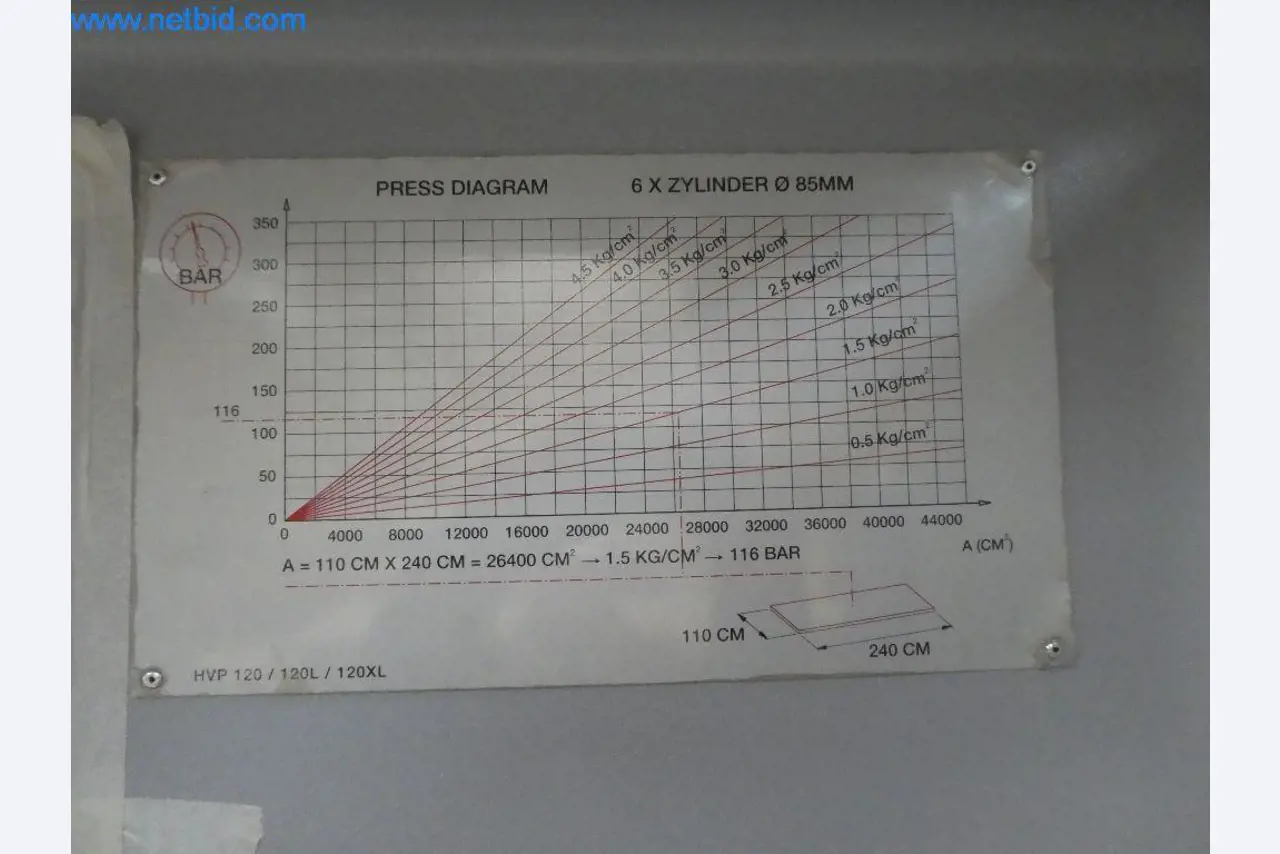 www.netbid.com
PRESS DIAGRAM
6 X ZYLINDER Ø 85MM
BAR
350
300
250
200
150
116
100
50
0
4.5 Kg/cm²
4.0 Kg/cm²
3.5 Kg/cm²
3.0 Kg/cm²
2.5 Kg/cm²
2.0 Kg/cm²
1.5 Kg/cm²
1.0 Kg/cm²
0.5 Kg/cm²
0 4000 8000 12000 16000 20000 24000 28000 32000 36000 40000 44000
A (CM²)
A = 110 CM X 240 CM = 26400 CM² → 1.5 KG/CM² → 116 BAR
110 CM
240 CM
HVP 120 / 120L / 120XL